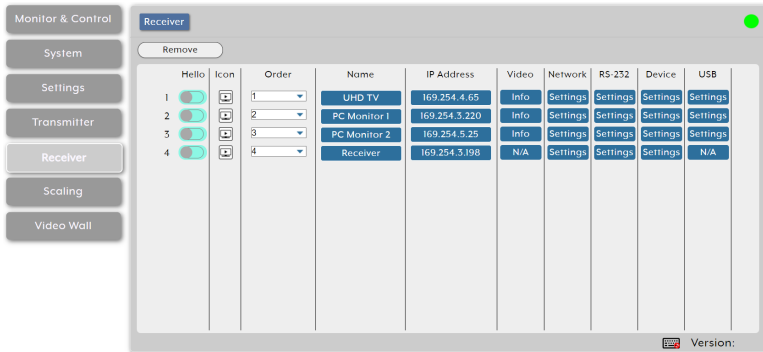 Monitor & Control
System
Settings
Transmitter
Receiver
Scaling
Video Wall
Receiver
Remove
Hello Icon Order Name IP Address Video Network RS-232 Device USB
1 1 UHD TV 169.254.4.65 Info Settings Settings Settings Settings
2 2 PC Monitor 1 169.254.3.220 Info Settings Settings Settings Settings
3 3 PC Monitor 2 169.254.5.25 Info Settings Settings Settings Settings
4 4 Receiver 169.254.3.198 N/A Settings Settings Settings N/A
Version: